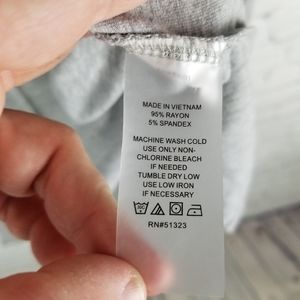 MADE IN VIETNAM
95% RAYON
5% SPANDEX
MACHINE WASH COLD
USE ONLY NON-
CHLORINE BLEACH
IF NEEDED
TUMBLE DRY LOW
USE LOW IRON
IF NECESSARY
RN#51323